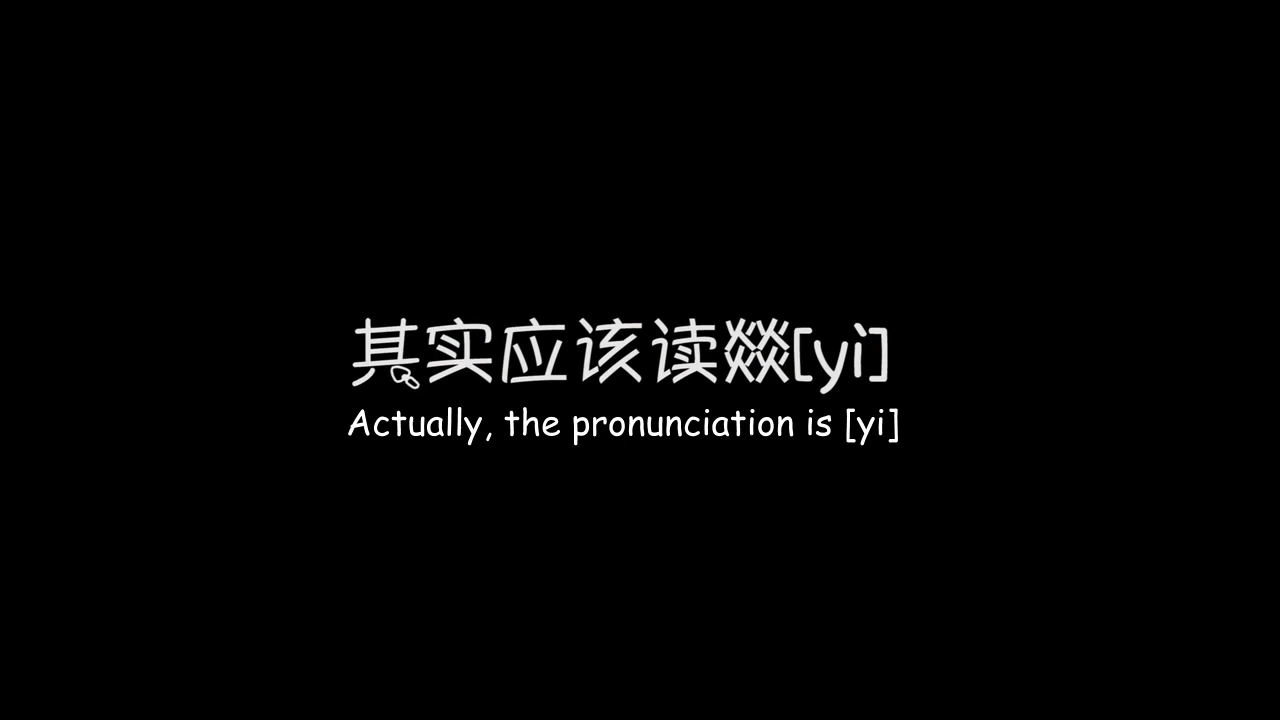 其实应该读燚[yi]
Actually, the pronunciation is [yi]